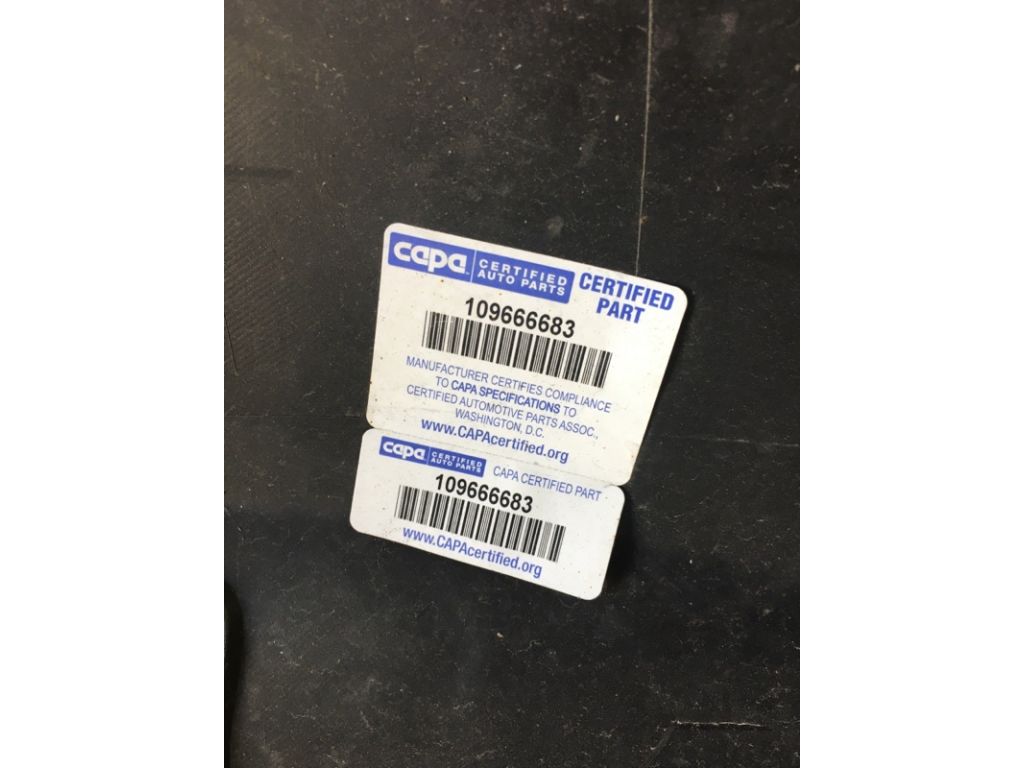 capa™ CERTIFIED AUTO PARTS
CERTIFIED PART
109666683
MANUFACTURER CERTIFIES COMPLIANCE
TO CAPA SPECIFICATIONS TO
CERTIFIED AUTOMOTIVE PARTS ASSOC.,
WASHINGTON, D.C.
www.CAPAcertified.org
capa CERTIFIED AUTO PARTS
CAPA CERTIFIED PART
109666683
www.CAPAcertified.org